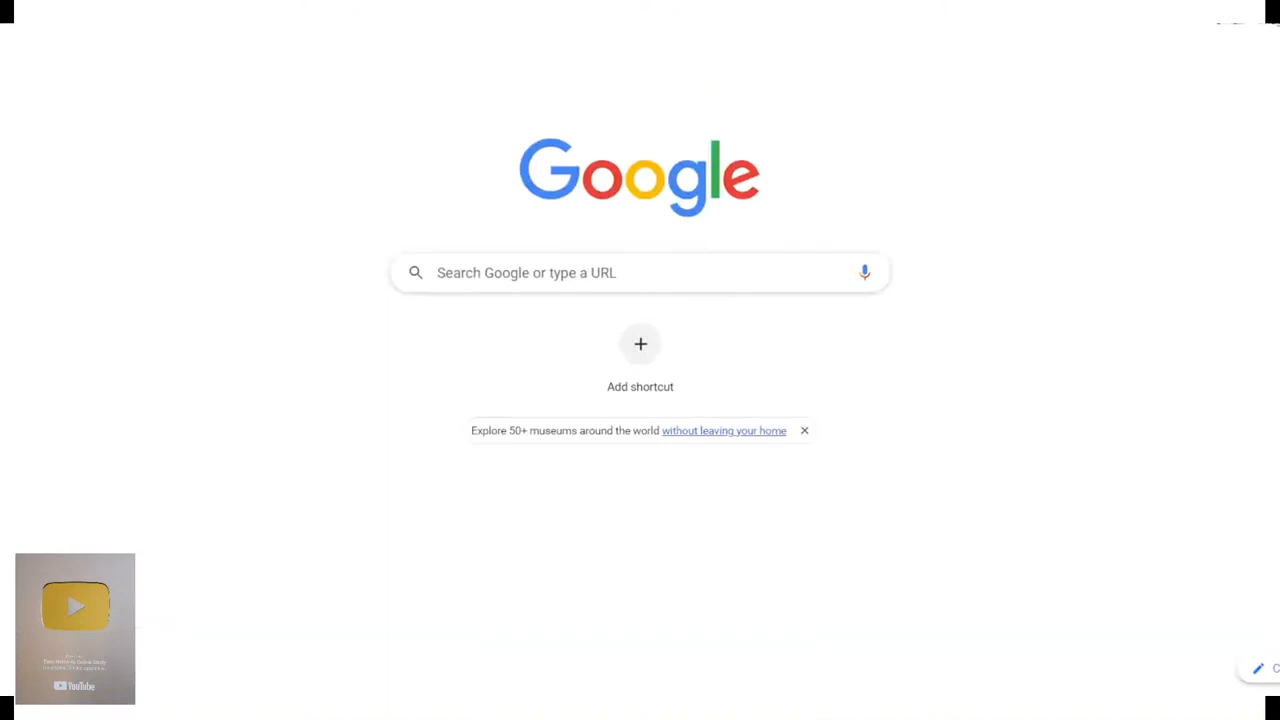 Google
Search Google or type a URL
Add shortcut
Explore 50+ museums around the world without leaving your home
YouTube